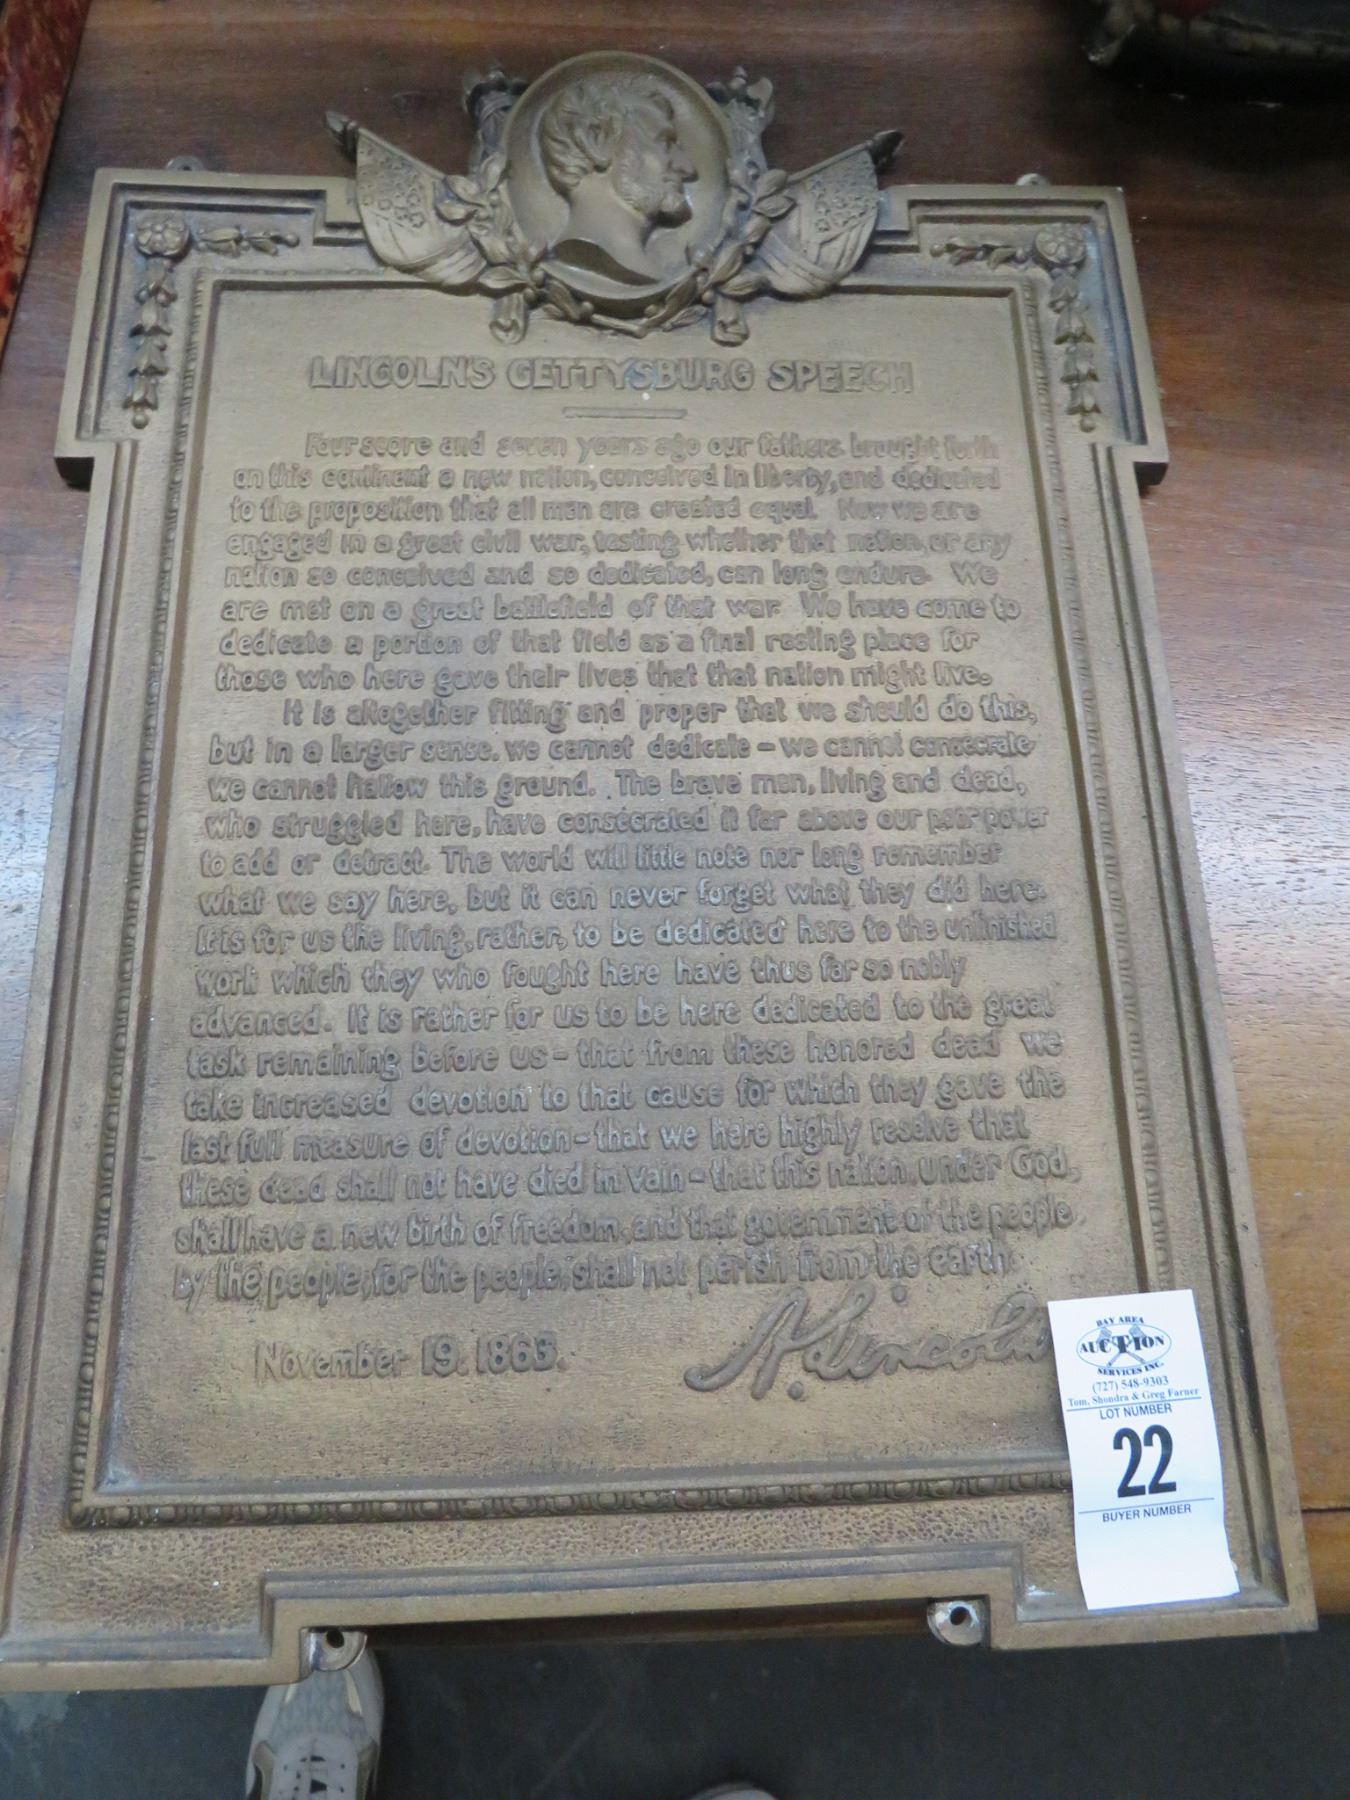 LINCOLN'S GETTYSBURG SPEECH
Four score and seven years ago our fathers brought forth
on this continent a new nation, conceived in liberty, and dedicated
to the proposition that all men are created equal. Now we are
engaged in a great civil war, testing whether that nation, or any
nation so conceived and so dedicated, can long endure. We
are met on a great battlefield of that war. We have come to
dedicate a portion of that field as a final resting place for
those who here gave their lives that that nation might live.
It is altogether fitting and proper that we should do this,
but in a larger sense, we cannot dedicate - we cannot consecrate
we cannot hallow this ground. The brave men, living and dead,
who struggled here, have consecrated it far above our poor power
to add or detract. The world will little note nor long remember
what we say here, but it can never forget what they did here.
It is for us the living, rather, to be dedicated here to the unfinished
work which they who fought here have thus far so nobly
advanced. It is rather for us to be here dedicated to the great
task remaining before us - that from these honored dead we
take increased devotion to that cause for which they gave the
last full measure of devotion - that we here highly resolve that
these dead shall not have died in vain - that this nation, under God,
shall have a new birth of freedom, and that government of the people
by the people, for the people, shall not perish from the earth.
November 19. 1863.
A. Lincoln
BAY AREA
AUCTION
SERVICES INC.
(727) 548-9303
Tom, Shondra & Greg Farner
LOT NUMBER
22
BUYER NUMBER